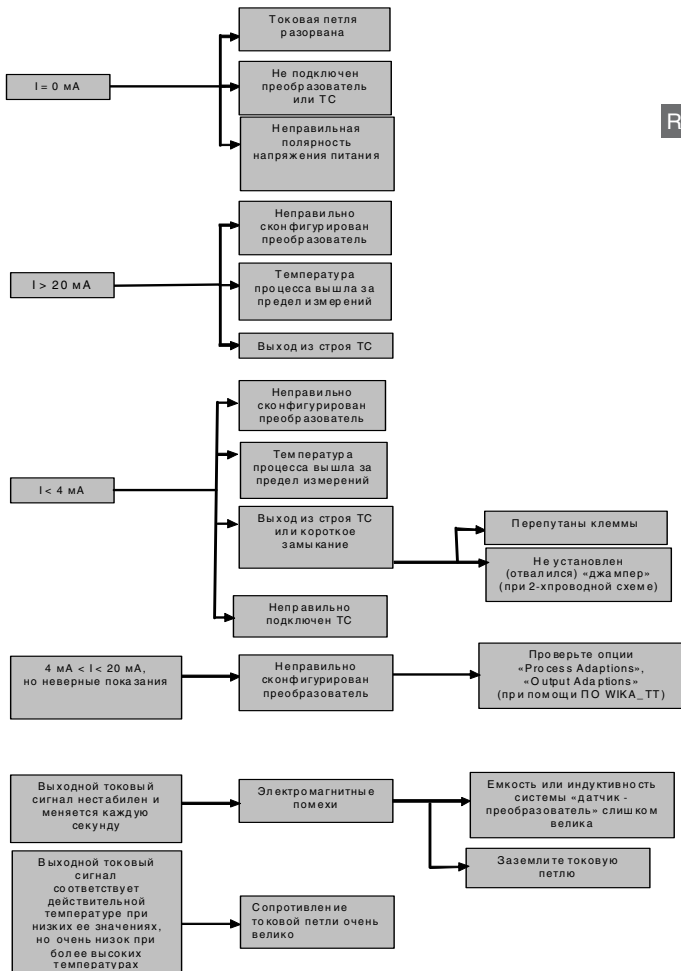 Токовая петля
разорвана
I = 0 мА
Не подключен
преобразователь
или ТС
Неправильная
полярность
напряжения питания
R
Неправильно
сконфигурирован
преобразователь
I > 20 мА
Температура
процесса вышла за
предел измерений
Выход из строя ТС
Неправильно
сконфигурирован
преобразователь
Температура
процесса вышла за
предел измерений
I < 4 мА
Выход из строя ТС
или короткое
замыкание
Перепутаны клеммы
Не установлен
(отвалился) «джампер»
(при 2-хпроводной схеме)
Неправильно
подключен ТС
4 мА < I < 20 мА,
но неверные показания
Неправильно
сконфигурирован
преобразователь
Проверьте опции
«Process Adaptions»,
«Output Adaptions»
(при помощи ПО WIKA_TT)
Выходной токовый
сигнал нестабилен и
меняется каждую
секунду
Электромагнитные
помехи
Емкость или индуктивность
системы «датчик -
преобразователь» слишком
велика
Заземлите токовую
петлю
Выходной токовый
сигнал
соответствует
действительной
температуре при
низких ее значениях,
но очень низок при
более высоких
температурах
Сопротивление
токовой петли очень
велико